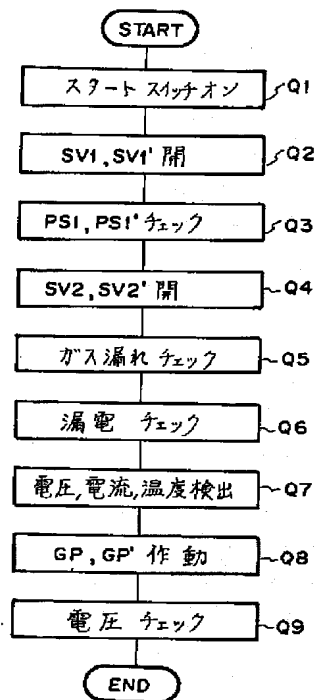 START
スタート スイッチオン Q1
SV1, SV1' 開 Q2
PS1, PS1' チェック Q3
SV2, SV2' 開 Q4
ガス漏れ チェック Q5
漏電 チェック Q6
電圧, 電流, 温度検出 Q7
GP, GP' 作動 Q8
電圧 チェック Q9
END